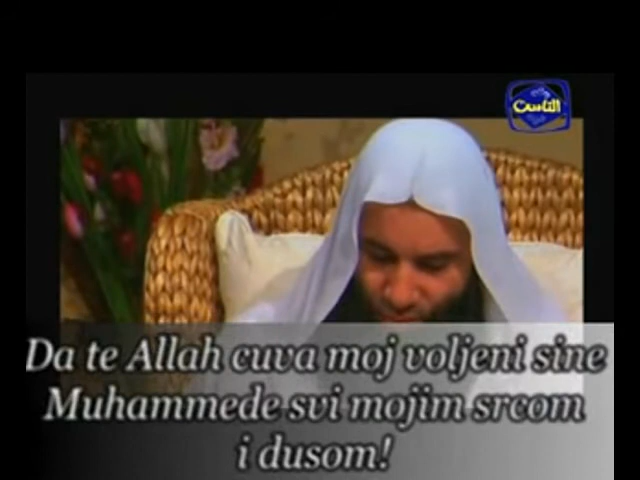 الناس
Da te Allah cuva moj voljeni sine
Muhammede svi mojim srcom
i dusom!